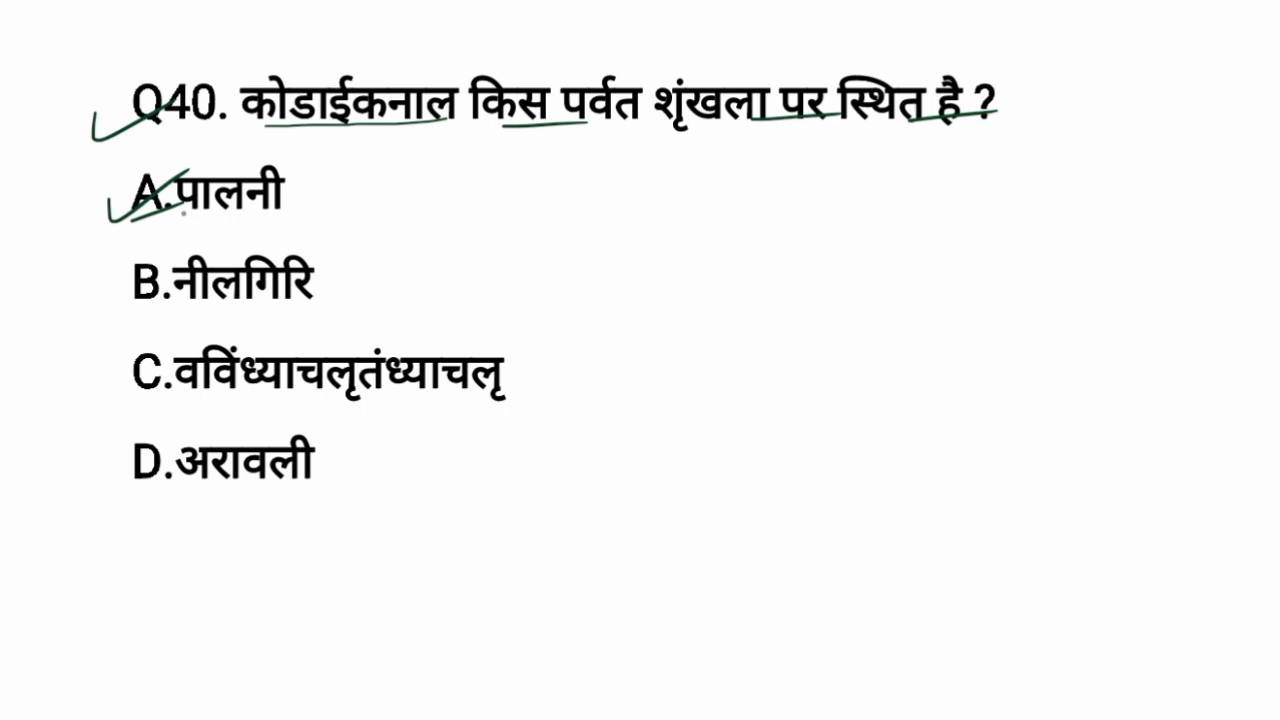 Q40. कोडाईकनाल किस पर्वत शृंखला पर स्थित है ?
A.पालनी
B.नीलगिरि
C.वविंध्याचलृतंध्याचलृ
D.अरावली